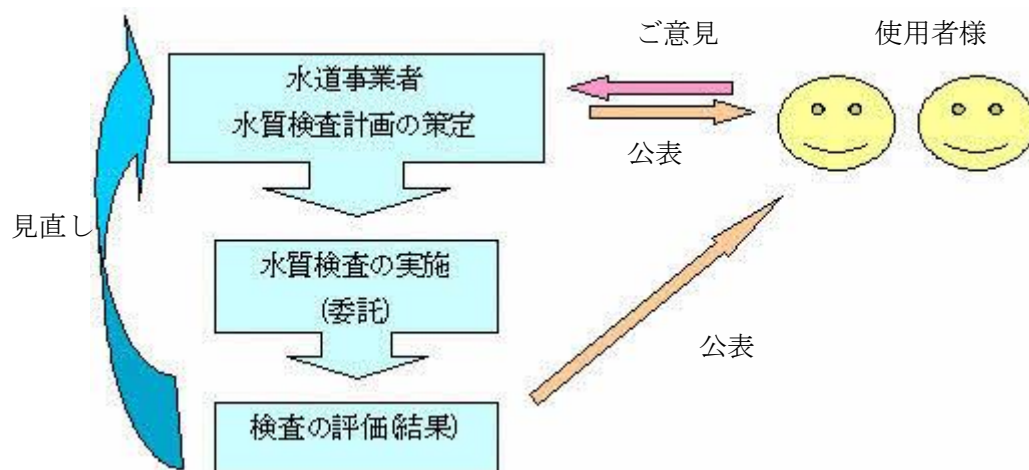 ご意見
使用者様
水道事業者
水質検査計画の策定
公表
見直し
水質検査の実施
(委託)
公表
検査の評価(結果)